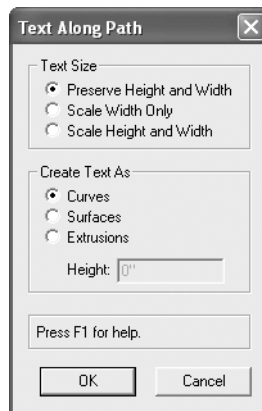 Text Along Path
Text Size
Preserve Height and Width
Scale Width Only
Scale Height and Width
Create Text As
Curves
Surfaces
Extrusions
Height: 0"
Press F1 for help.
OK Cancel